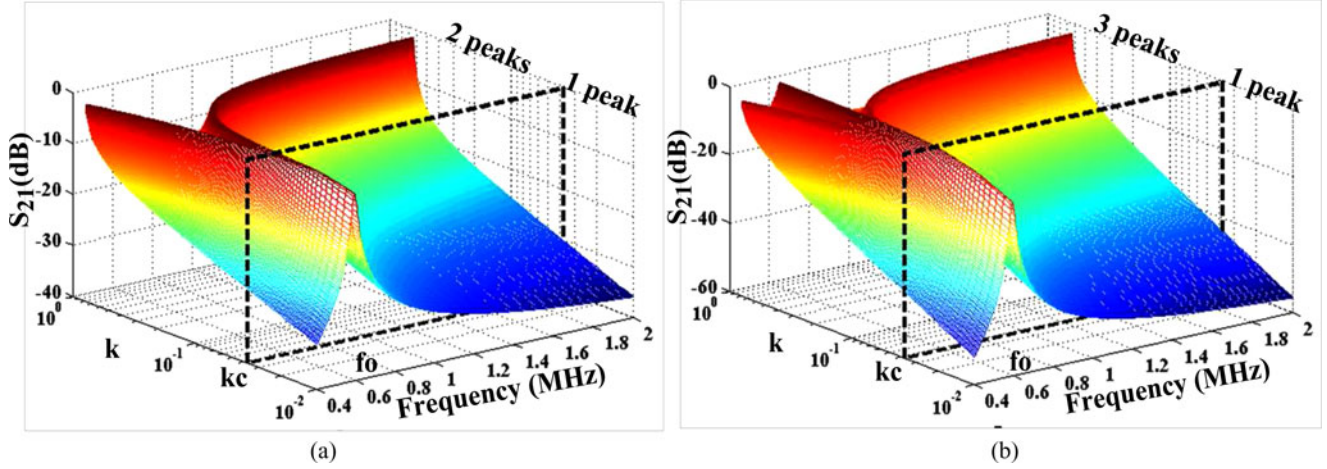 2 peaks
1 peak
0
-10
-20
-30
-40
S21(dB)
10^0
k
10^-1
kc
10^-2
fo
0.4 0.6 0.8 1 1.2 1.4 1.6 1.8 2
Frequency (MHz)
(a)
3 peaks
1 peak
0
-20
-40
-60
S21(dB)
10^0
k
10^-1
kc
10^-2
fo
0.4 0.6 0.8 1 1.2 1.4 1.6 1.8 2
Frequency (MHz)
(b)